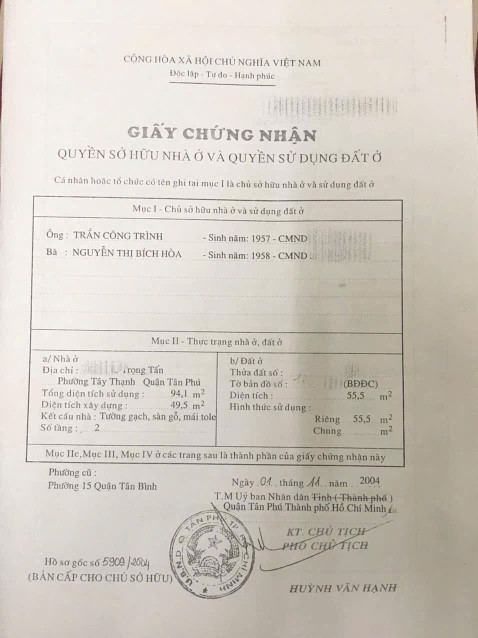 CỘNG HÒA XÃ HỘI CHỦ NGHĨA VIỆT NAM
Độc lập - Tự do - Hạnh phúc
GIẤY CHỨNG NHẬN
QUYỀN SỞ HỮU NHÀ Ở VÀ QUYỀN SỬ DỤNG ĐẤT Ở
Cá nhân hoặc tổ chức có tên ghi tại mục I là chủ sở hữu nhà ở và sử dụng đất ở
Mục I - Chủ sở hữu nhà ở và sử dụng đất ở
Ông : TRẦN CÔNG TRÌNH - Sinh năm: 1957 - CMND
Bà : NGUYỄN THỊ BÍCH HÒA - Sinh năm: 1958 - CMND :
Mục II - Thực trạng nhà ở, đất ở
a/ Nhà ở
Địa chỉ : Trọng Tấn
Phường Tây Thạnh Quận Tân Phú
Tổng diện tích sử dụng : 94,1 m²
Diện tích xây dựng : 49,5 m²
Kết cấu nhà : Tường gạch, sàn gỗ, mái tole
Số tầng : 2
b/ Đất ở
Thửa đất số :
Tờ bản đồ số : (BĐĐC)
Diện tích : 55,5 m²
Hình thức sử dụng :
Riêng 55,5 m²
Chung m²
Mục IIc, Mục III, Mục IV ở các trang sau là thành phần của giấy chứng nhận này
Phường cũ :
Phường 15 Quận Tân Bình
Ngày 01 tháng 11 năm 2004
T.M Uỷ ban Nhân dân Tỉnh ( Thành phố )
Quận Tân Phú Thành phố Hồ Chí Minh
KT. CHỦ TỊCH
PHÓ CHỦ TỊCH
U.B.N.D Q. TÂN PHÚ T.P HỒ CHÍ MINH
Hồ sơ gốc số 5909/2004
(BẢN CẤP CHO CHỦ SỞ HỮU)
HUỲNH VĂN HẠNH